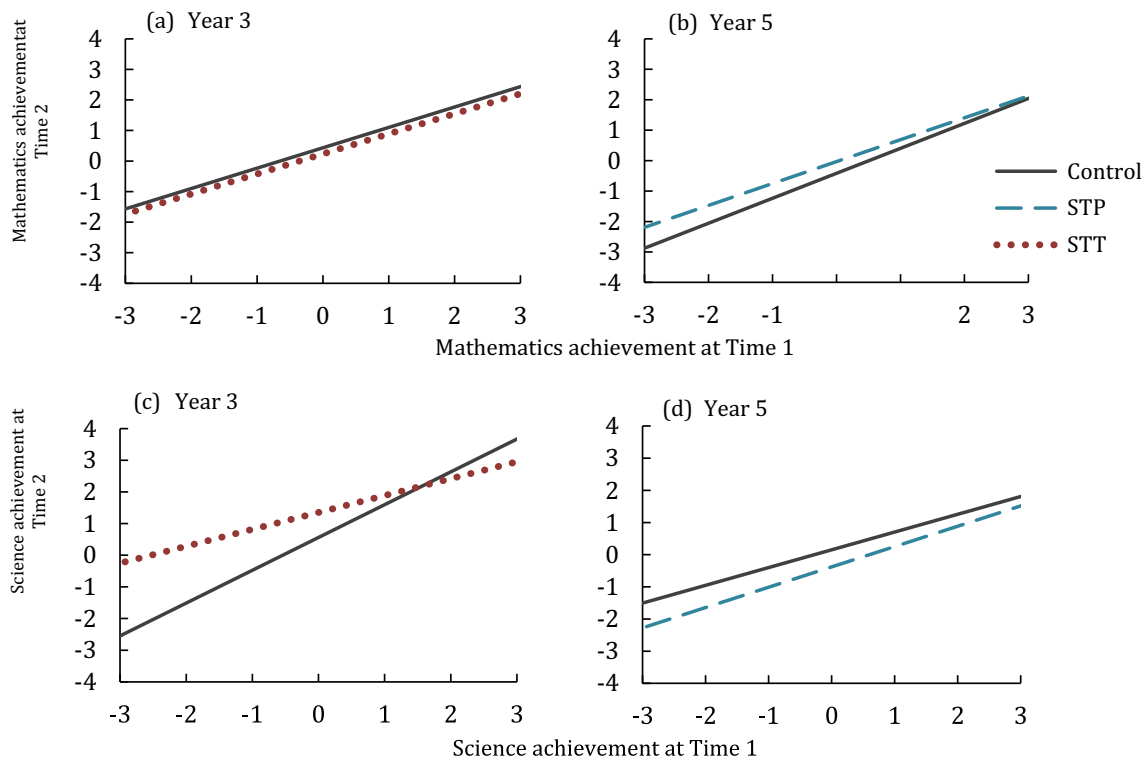 (a) Year 3
(b) Year 5
Mathematics achievementat
Time 2
4
3
2
1
0
-1
-2
-3
-4
-3 -2 -1 0 1 2 3
4
3
2
1
0
-1
-2
-3
-4
-3 -2 -1 2 3
Control
STP
STT
Mathematics achievement at Time 1
(c) Year 3
(d) Year 5
Science achievement at
Time 2
4
3
2
1
0
-1
-2
-3
-4
-3 -2 -1 0 1 2 3
4
3
2
1
0
-1
-2
-3
-4
-3 -2 -1 0 1 2 3
Science achievement at Time 1